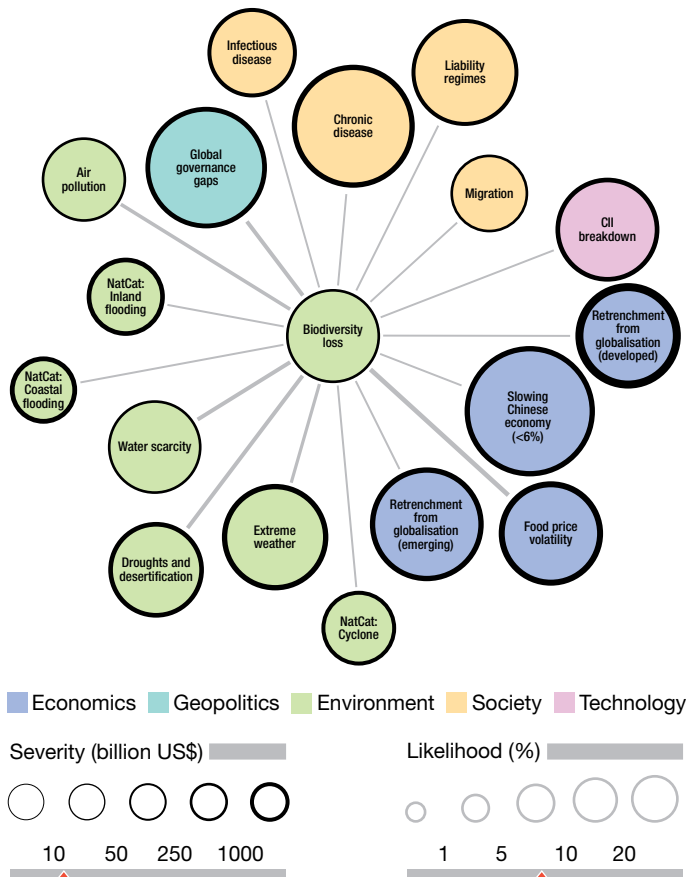 Infectious
disease
Liability
regimes
Chronic
disease
Global
governance
gaps
Air
pollution
Migration
CII
breakdown
NatCat:
Inland
flooding
Biodiversity
loss
Retrenchment
from
globalisation
(developed)
NatCat:
Coastal
flooding
Slowing
Chinese
economy
(<6%)
Water scarcity
Retrenchment
from
globalisation
(emerging)
Food price
volatility
Extreme
weather
Droughts and
desertification
NatCat:
Cyclone
Economics Geopolitics Environment Society Technology
Severity (billion US$)
10 50 250 1000
Likelihood (%)
1 5 10 20